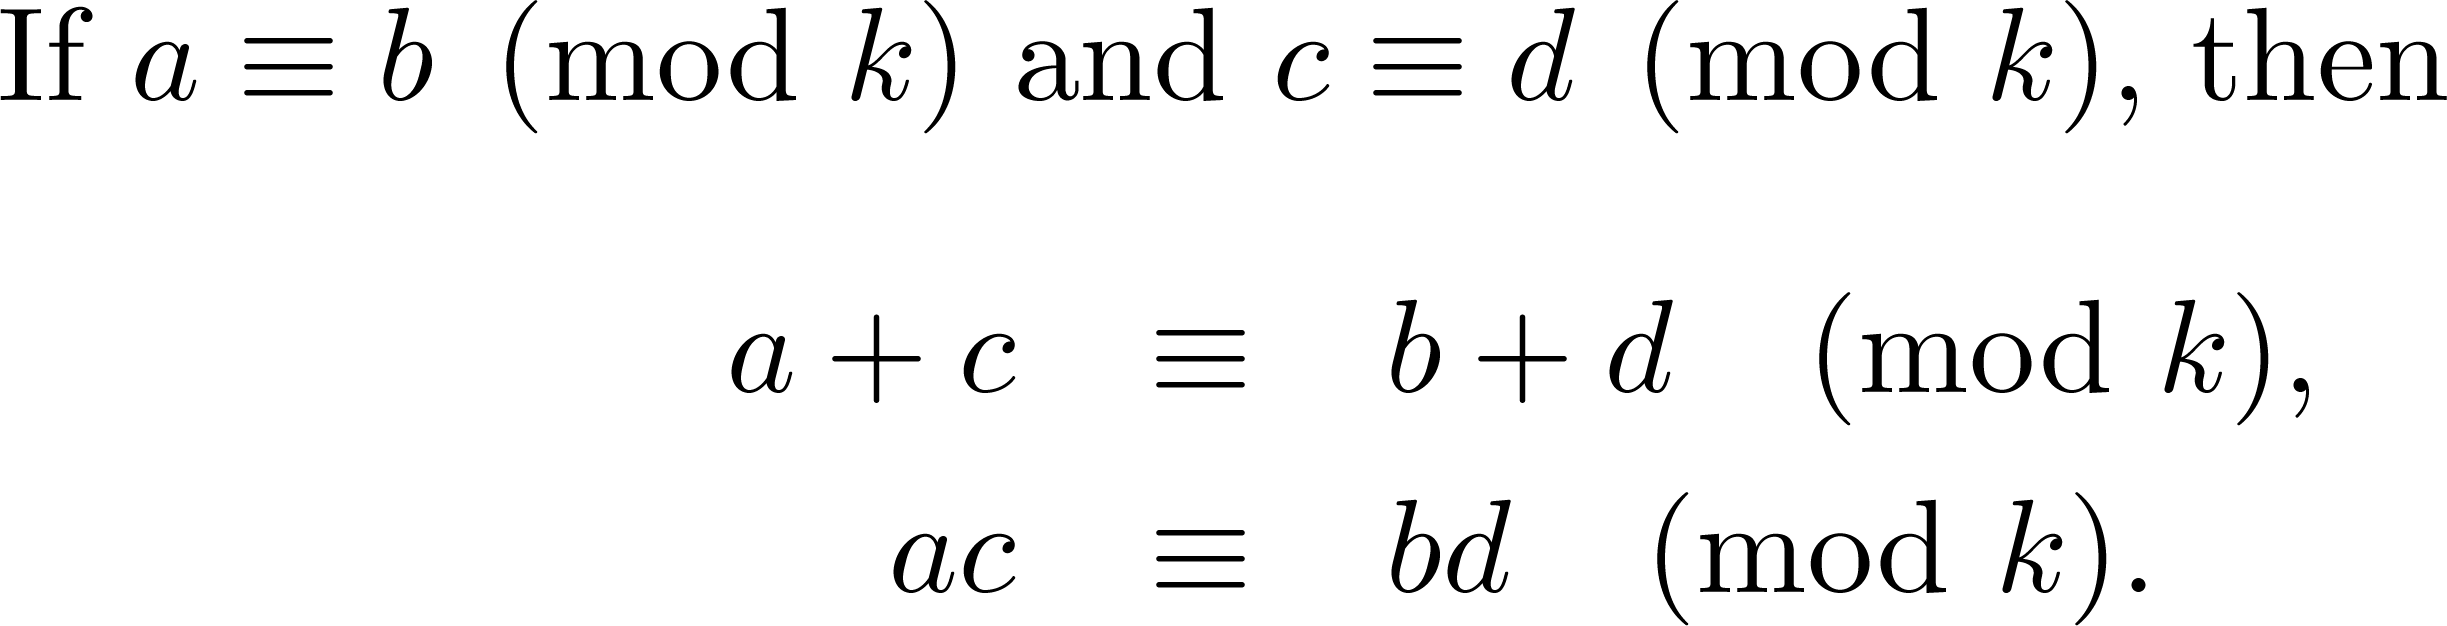 If a ≡ b (mod k) and c ≡ d (mod k), then
a + c ≡ b + d (mod k),
ac ≡ bd (mod k).